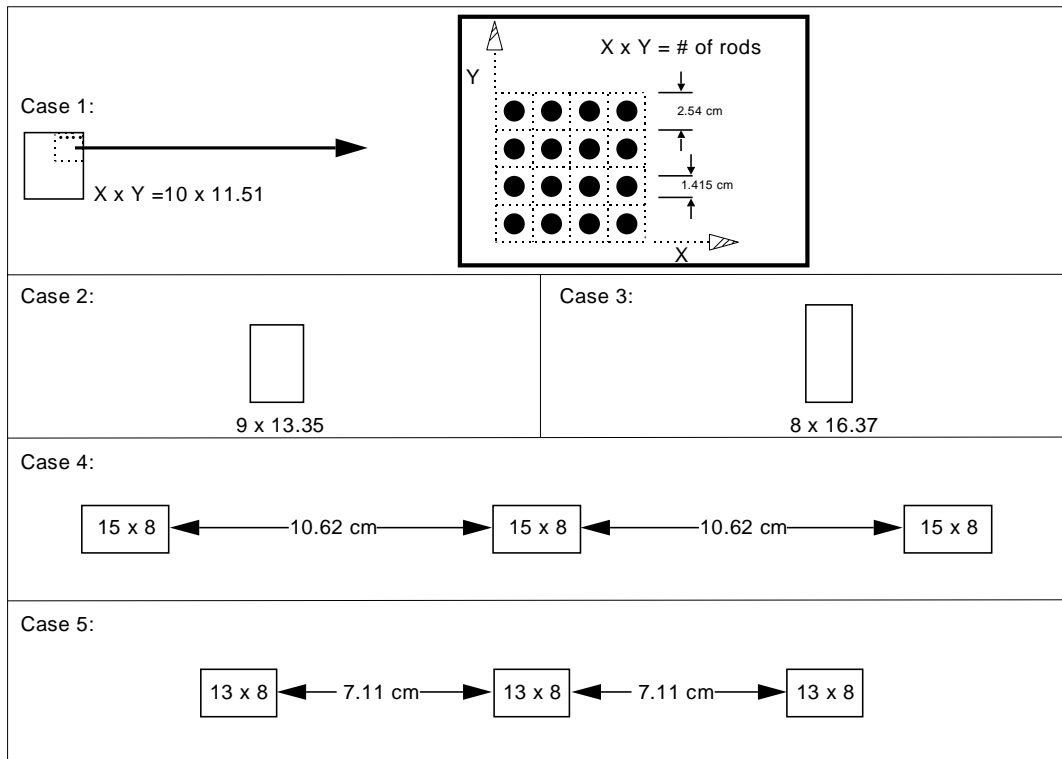 X x Y = # of rods
Y
2.54 cm
Case 1:
1.415 cm
X x Y =10 x 11.51
X
Case 2:
9 x 13.35
Case 3:
8 x 16.37
Case 4:
15 x 8
10.62 cm
15 x 8
10.62 cm
15 x 8
Case 5:
13 x 8
7.11 cm
13 x 8
7.11 cm
13 x 8